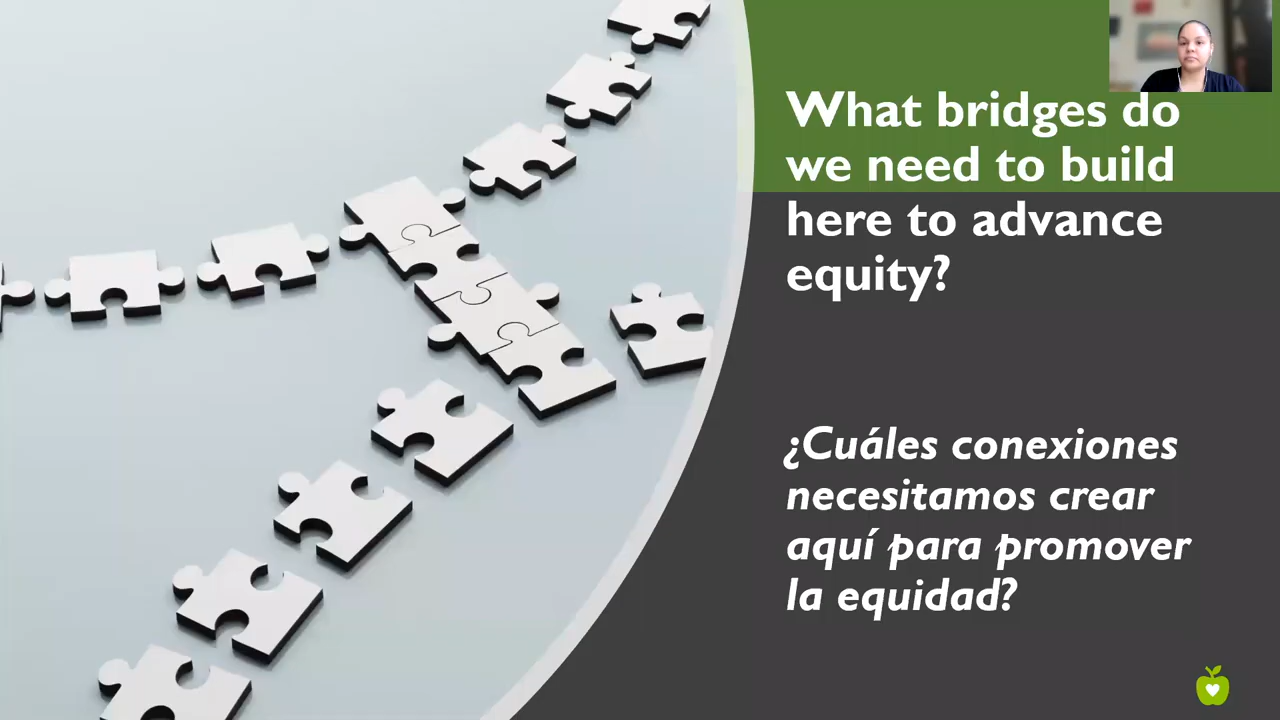 What bridges do
we need to build
here to advance
equity?
¿Cuáles conexiones
necesitamos crear
aquí para promover
la equidad?